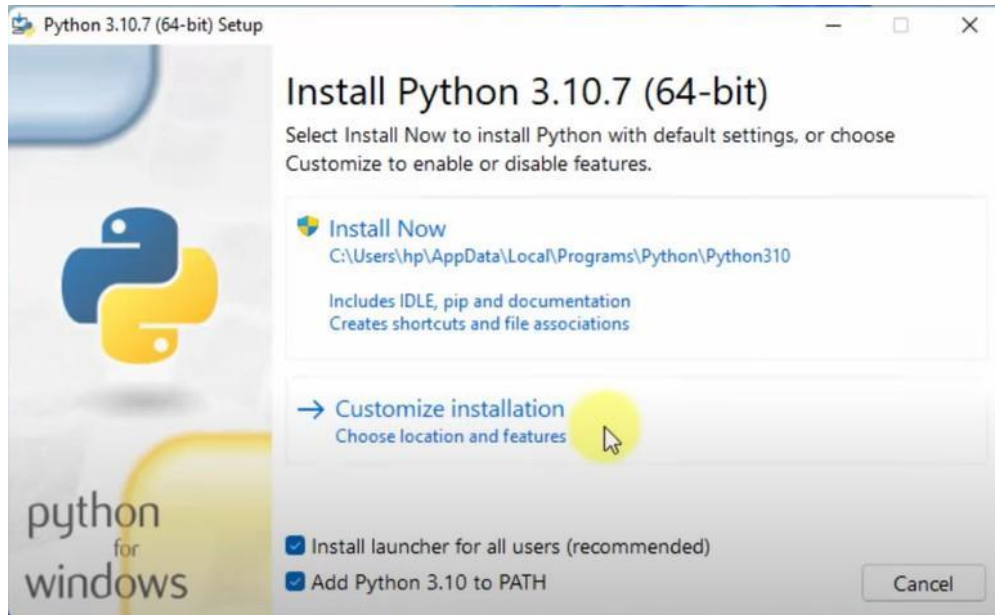 Python 3.10.7 (64-bit) Setup
Install Python 3.10.7 (64-bit)
Select Install Now to install Python with default settings, or choose
Customize to enable or disable features.
Install Now
C:\Users\hp\AppData\Local\Programs\Python\Python310
Includes IDLE, pip and documentation
Creates shortcuts and file associations
Customize installation
Choose location and features
python
for
windows
Install launcher for all users (recommended)
Add Python 3.10 to PATH
Cancel